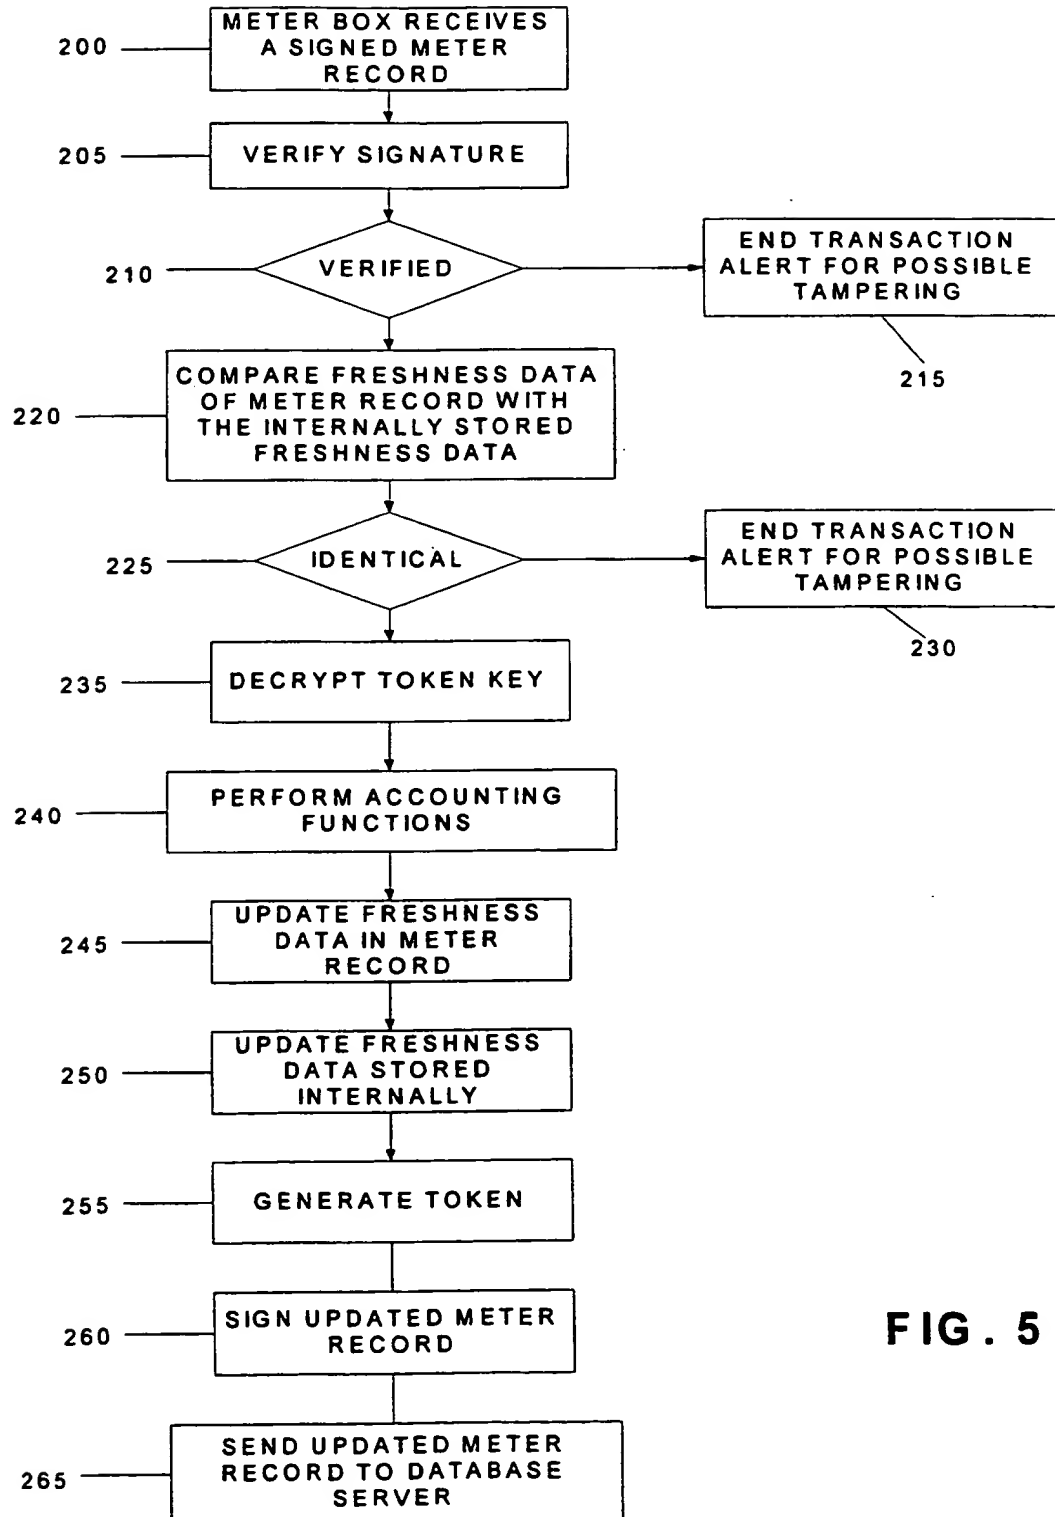 METER BOX RECEIVES
A SIGNED METER
RECORD
200
VERIFY SIGNATURE
205
VERIFIED
210
END TRANSACTION
ALERT FOR POSSIBLE
TAMPERING
215
COMPARE FRESHNESS DATA
OF METER RECORD WITH
THE INTERNALLY STORED
FRESHNESS DATA
220
IDENTICAL
225
END TRANSACTION
ALERT FOR POSSIBLE
TAMPERING
230
DECRYPT TOKEN KEY
235
PERFORM ACCOUNTING
FUNCTIONS
240
UPDATE FRESHNESS
DATA IN METER
RECORD
245
UPDATE FRESHNESS
DATA STORED
INTERNALLY
250
GENERATE TOKEN
255
SIGN UPDATED METER
RECORD
260
SEND UPDATED METER
RECORD TO DATABASE
SERVER
265
FIG. 5